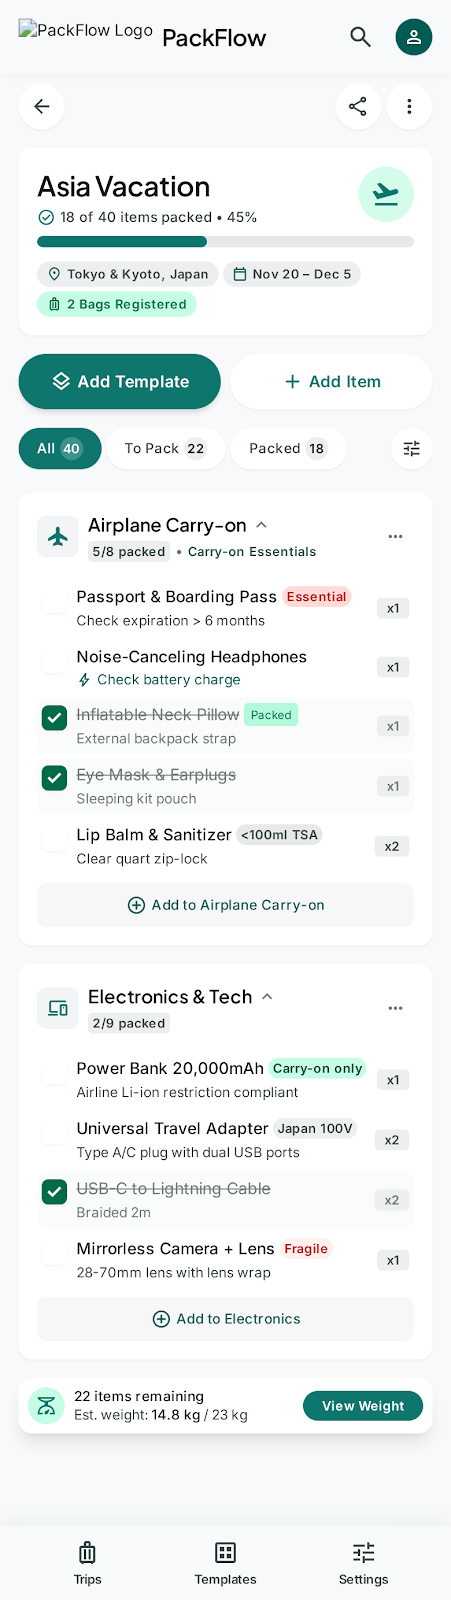 PackFlow Logo PackFlow
Asia Vacation
18 of 40 items packed • 45%
Tokyo & Kyoto, Japan Nov 20 – Dec 5
2 Bags Registered
Add Template Add Item
All 40 To Pack 22 Packed 18
Airplane Carry-on
5/8 packed • Carry-on Essentials
Passport & Boarding Pass Essential
x1
Check expiration > 6 months
Noise-Canceling Headphones
x1
Check battery charge
Inflatable Neck Pillow Packed
x1
External backpack strap
Eye Mask & Earplugs
x1
Sleeping kit pouch
Lip Balm & Sanitizer <100ml TSA
x2
Clear quart zip-lock
Add to Airplane Carry-on
Electronics & Tech
2/9 packed
Power Bank 20,000mAh Carry-on only
x1
Airline Li-ion restriction compliant
Universal Travel Adapter Japan 100V
x2
Type A/C plug with dual USB ports
USB-C to Lightning Cable
x2
Braided 2m
Mirrorless Camera + Lens Fragile
x1
28-70mm lens with lens wrap
Add to Electronics
22 items remaining
Est. weight: 14.8 kg / 23 kg
View Weight
Trips Templates Settings